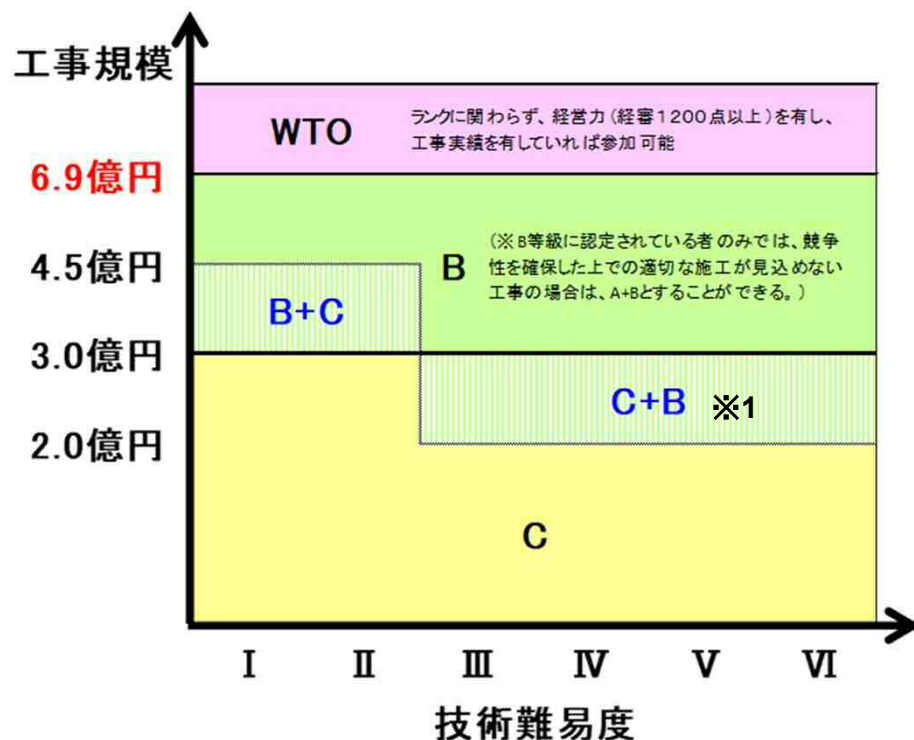 工事規模
WTO
ランクに関わらず、経営力（経審1200点以上）を有し、
工事実績を有していれば参加可能
6.9億円
4.5億円
B
（※B等級に認定されている者のみでは、競争
性を確保した上での適切な施工が見込めない
工事の場合は、A+Bとすることができる。）
B+C
3.0億円
C+B ※1
2.0億円
C
Ⅰ Ⅱ Ⅲ Ⅳ Ⅴ Ⅵ
技術難易度